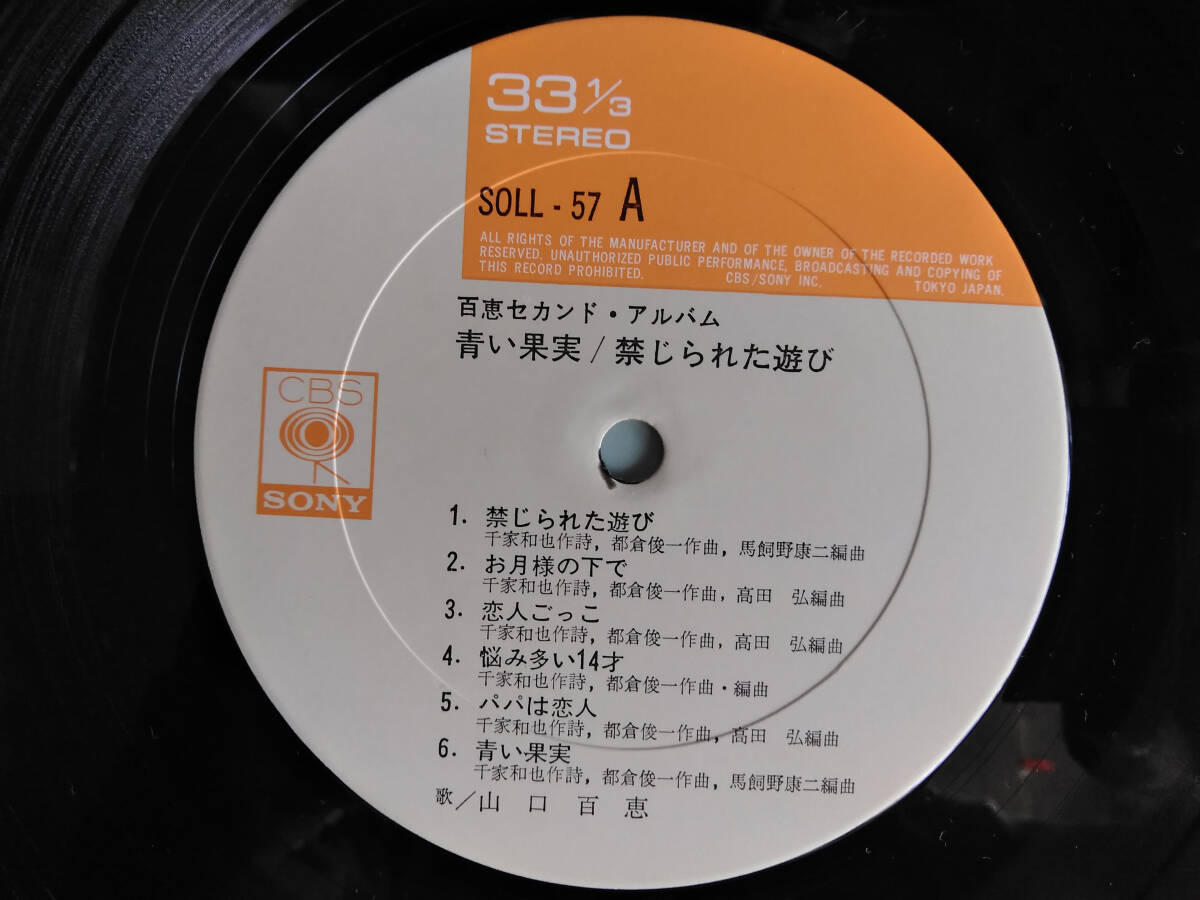 33 1/3
STEREO
SOLL - 57 A
ALL RIGHTS OF THE MANUFACTURER AND OF THE OWNER OF THE RECORDED WORK
RESERVED. UNAUTHORIZED PUBLIC PERFORMANCE, BROADCASTING AND COPYING OF
THIS RECORD PROHIBITED. CBS/SONY INC. TOKYO JAPAN.
百恵セカンド・アルバム
青い果実/禁じられた遊び
CBS
SONY
1. 禁じられた遊び
千家和也作詩, 都倉俊一作曲, 馬飼野康二編曲
2. お月様の下で
千家和也作詩, 都倉俊一作曲, 高田 弘編曲
3. 恋人ごっこ
千家和也作詩, 都倉俊一作曲, 高田 弘編曲
4. 悩み多い14才
千家和也作詩, 都倉俊一作曲・編曲
5. パパは恋人
千家和也作詩, 都倉俊一作曲, 高田 弘編曲
6. 青い果実
千家和也作詩, 都倉俊一作曲, 馬飼野康二編曲
歌/山口百恵